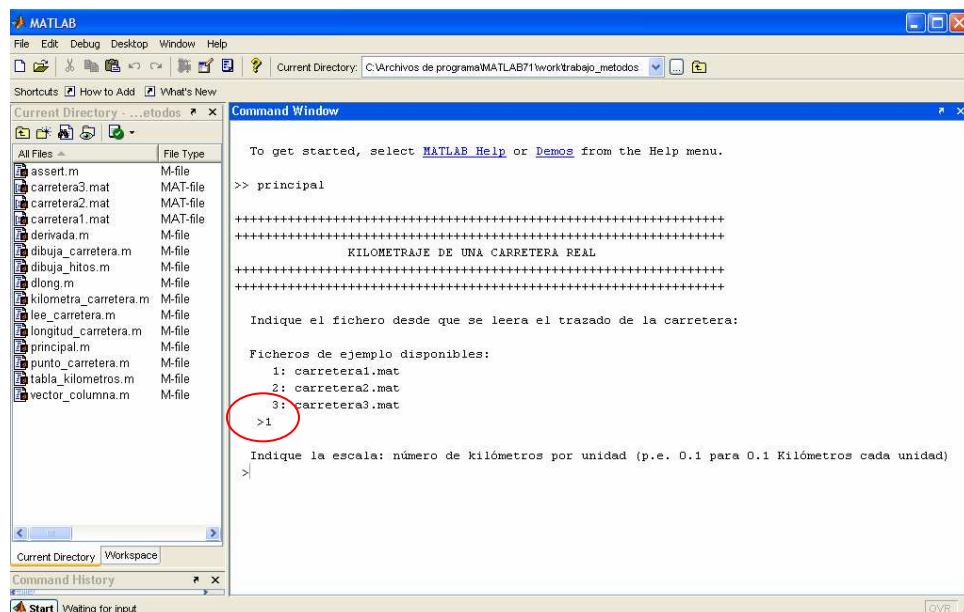 MATLAB
File Edit Debug Desktop Window Help
Current Directory: C:\Archivos de programa\MATLAB71\work\trabajo_metodos
Shortcuts How to Add What's New
Current Directory - ...etodos
All Files File Type
assert.m M-file
carretera3.mat MAT-file
carretera2.mat MAT-file
carretera1.mat MAT-file
derivada.m M-file
dibuja_carretera.m M-file
dibuja_hitos.m M-file
dlong.m M-file
kilometra_carretera.m M-file
lee_carretera.m M-file
longitud_carretera.m M-file
principal.m M-file
punto_carretera.m M-file
tabla_kilometros.m M-file
vector_columna.m M-file
Current Directory Workspace
Command History
Command Window
To get started, select MATLAB Help or Demos from the Help menu.
>> principal
+++++++++++++++++++++++++++++++++++++++++++++++++++++++++++++++++
+++++++++++++++++++++++++++++++++++++++++++++++++++++++++++++++++
KILOMETRAJE DE UNA CARRETERA REAL
+++++++++++++++++++++++++++++++++++++++++++++++++++++++++++++++++
+++++++++++++++++++++++++++++++++++++++++++++++++++++++++++++++++
Indique el fichero desde que se leera el trazado de la carretera:
Ficheros de ejemplo disponibles:
1: carretera1.mat
2: carretera2.mat
3: carretera3.mat
>1
Indique la escala: número de kilómetros por unidad (p.e. 0.1 para 0.1 Kilómetros cada unidad)
>
Start Waiting for input OVR